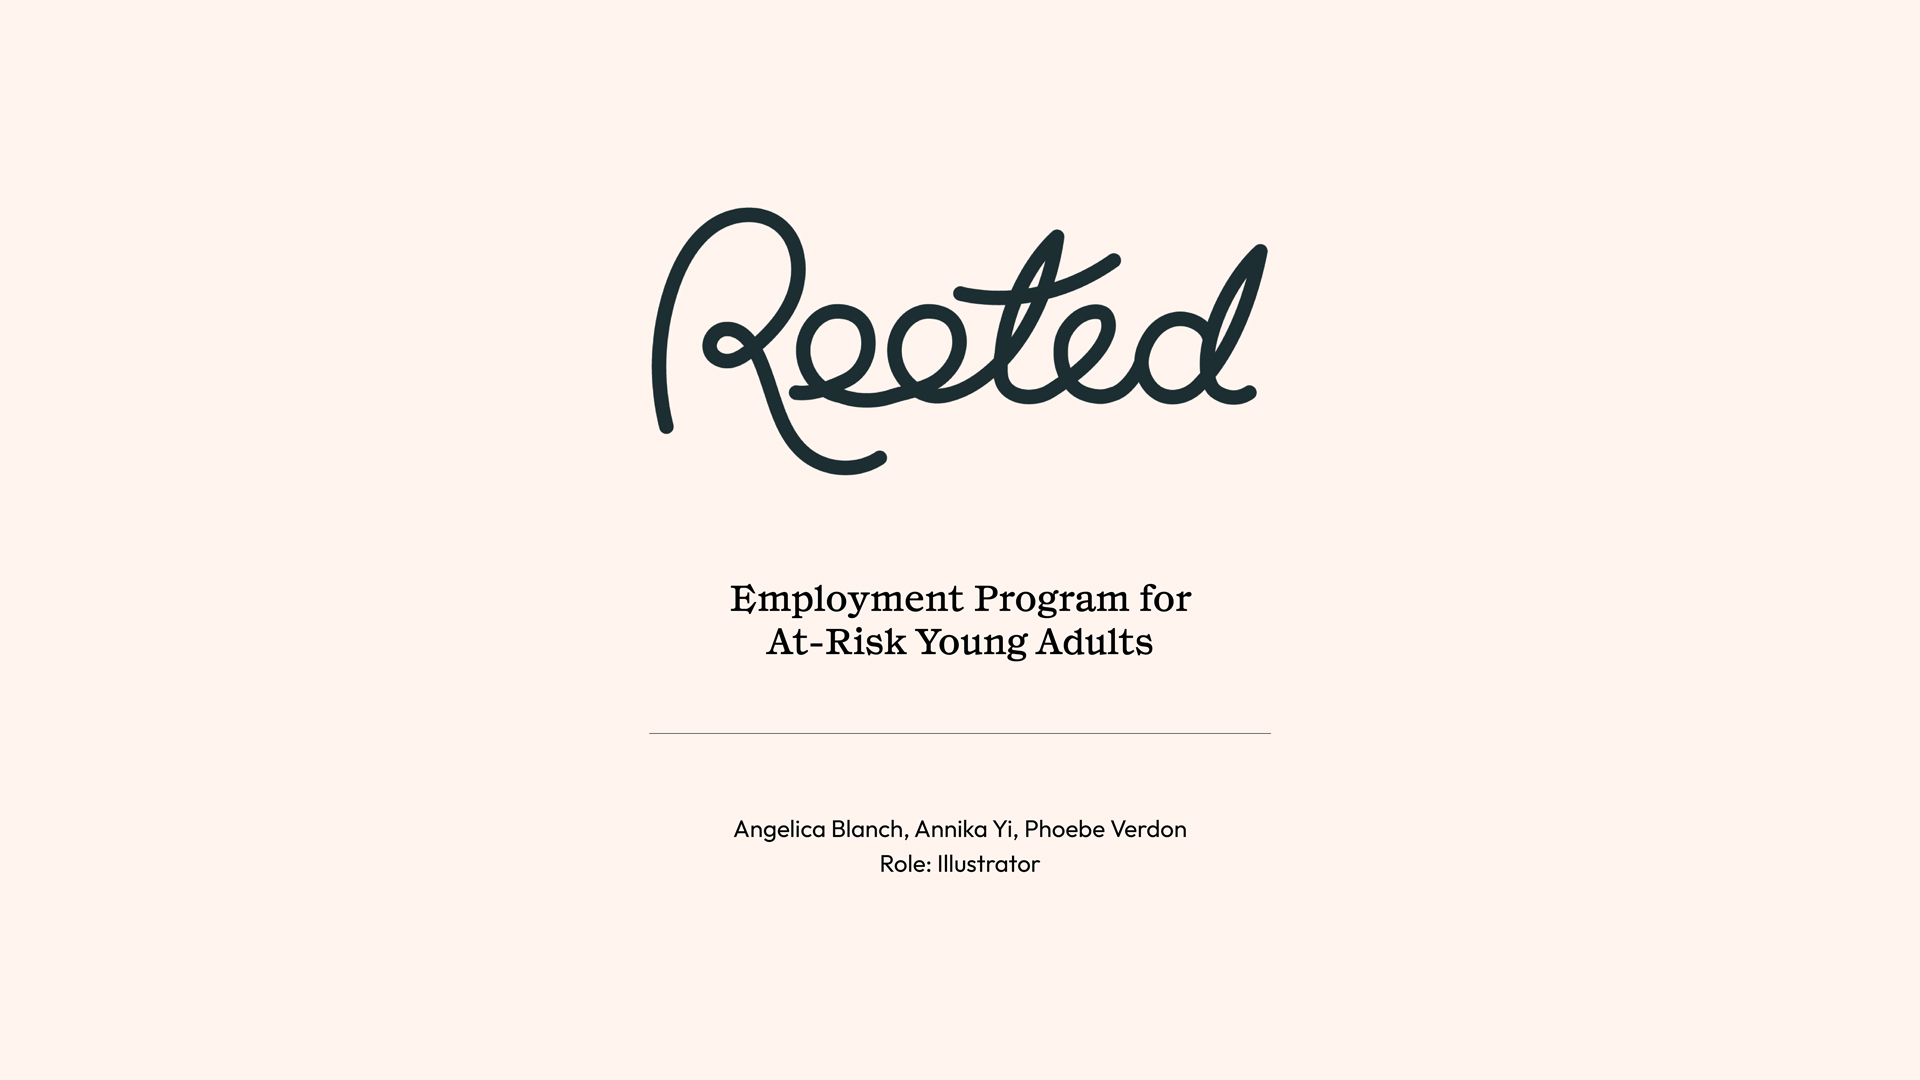 Rooted
Employment Program for
At-Risk Young Adults
Angelica Blanch, Annika Yi, Phoebe Verdon
Role: Illustrator